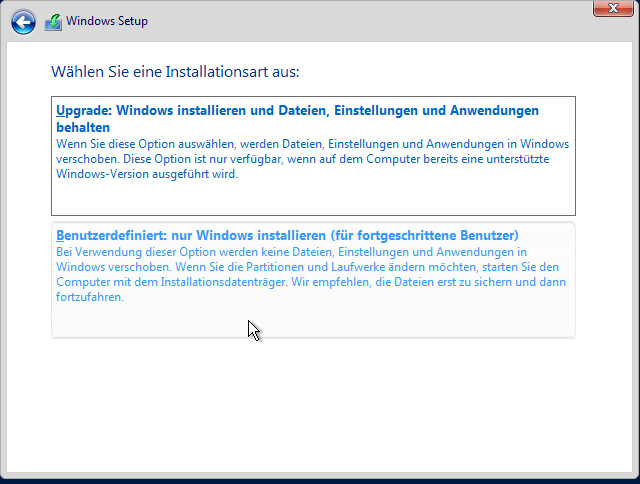 Windows Setup
Wählen Sie eine Installationsart aus:
Upgrade: Windows installieren und Dateien, Einstellungen und Anwendungen
behalten
Wenn Sie diese Option auswählen, werden Dateien, Einstellungen und Anwendungen in Windows
verschoben. Diese Option ist nur verfügbar, wenn auf dem Computer bereits eine unterstützte
Windows-Version ausgeführt wird.
Benutzerdefiniert: nur Windows installieren (für fortgeschrittene Benutzer)
Bei Verwendung dieser Option werden keine Dateien, Einstellungen und Anwendungen in
Windows verschoben. Wenn Sie die Partitionen und Laufwerke ändern möchten, starten Sie den
Computer mit dem Installationsdatenträger. Wir empfehlen, die Dateien erst zu sichern und dann
fortzufahren.